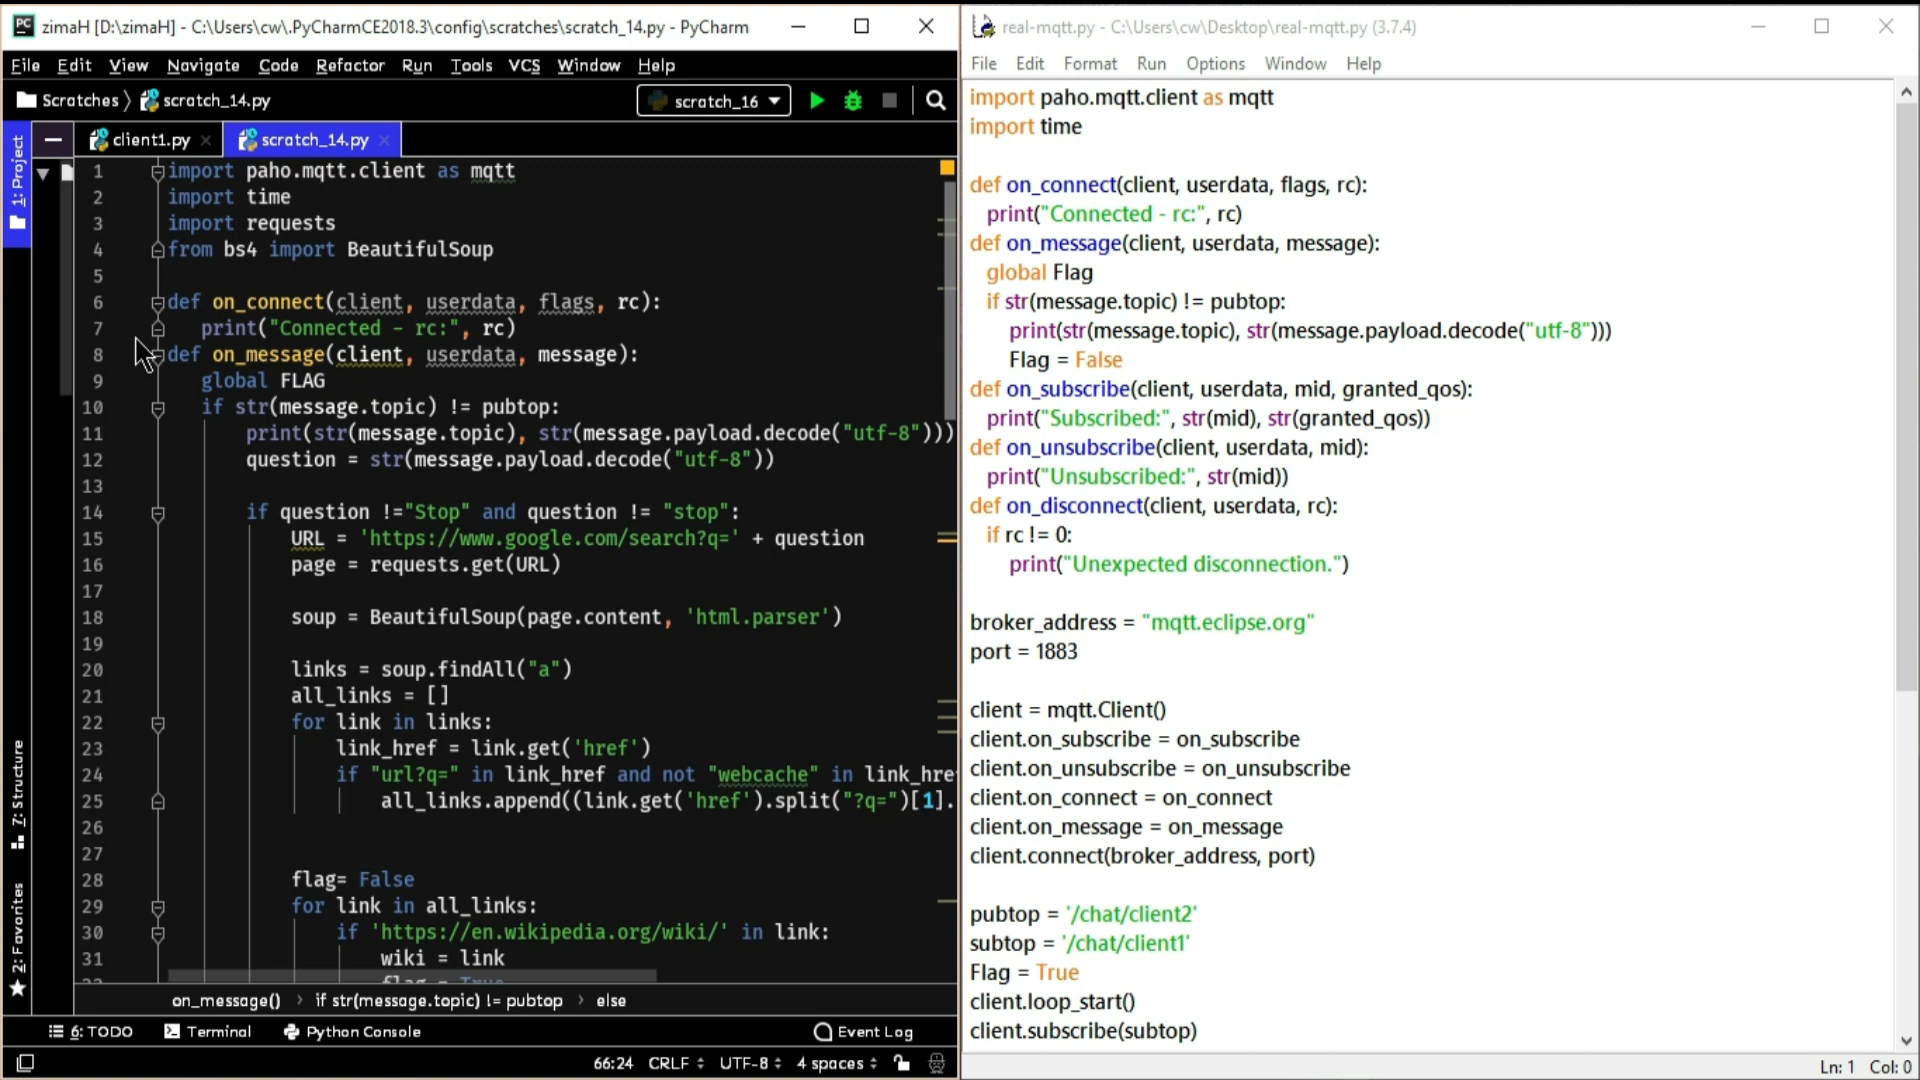 zimaH [D:\zimaH] - C:\Users\cw\.PyCharmCE2018.3\config\scratches\scratch_14.py - PyCharm
File Edit View Navigate Code Refactor Run Tools VCS Window Help
Scratches scratch_14.py scratch_16
client1.py scratch_14.py
1: Project
7: Structure
2: Favorites
1 import paho.mqtt.client as mqtt
2 import time
3 import requests
4 from bs4 import BeautifulSoup
5
6 def on_connect(client, userdata, flags, rc):
7 print("Connected - rc:", rc)
8 def on_message(client, userdata, message):
9 global FLAG
10 if str(message.topic) != pubtop:
11 print(str(message.topic), str(message.payload.decode("utf-8")))
12 question = str(message.payload.decode("utf-8"))
13
14 if question !="Stop" and question != "stop":
15 URL = 'https://www.google.com/search?q=' + question
16 page = requests.get(URL)
17
18 soup = BeautifulSoup(page.content, 'html.parser')
19
20 links = soup.findAll("a")
21 all_links = []
22 for link in links:
23 link_href = link.get('href')
24 if "url?q=" in link_href and not "webcache" in link_hre
25 all_links.append((link.get('href').split("?q=")[1].
26
27
28 flag= False
29 for link in all_links:
30 if 'https://en.wikipedia.org/wiki/' in link:
31 wiki = link
on_message() › if str(message.topic) != pubtop › else
6: TODO Terminal Python Console Event Log
66:24 CRLF UTF-8 4 spaces
real-mqtt.py - C:\Users\cw\Desktop\real-mqtt.py (3.7.4)
File Edit Format Run Options Window Help
import paho.mqtt.client as mqtt
import time
def on_connect(client, userdata, flags, rc):
print("Connected - rc:", rc)
def on_message(client, userdata, message):
global Flag
if str(message.topic) != pubtop:
print(str(message.topic), str(message.payload.decode("utf-8")))
Flag = False
def on_subscribe(client, userdata, mid, granted_qos):
print("Subscribed:", str(mid), str(granted_qos))
def on_unsubscribe(client, userdata, mid):
print("Unsubscribed:", str(mid))
def on_disconnect(client, userdata, rc):
if rc != 0:
print("Unexpected disconnection.")
broker_address = "mqtt.eclipse.org"
port = 1883
client = mqtt.Client()
client.on_subscribe = on_subscribe
client.on_unsubscribe = on_unsubscribe
client.on_connect = on_connect
client.on_message = on_message
client.connect(broker_address, port)
pubtop = '/chat/client2'
subtop = '/chat/client1'
Flag = True
client.loop_start()
client.subscribe(subtop)
Ln: 1 Col: 0